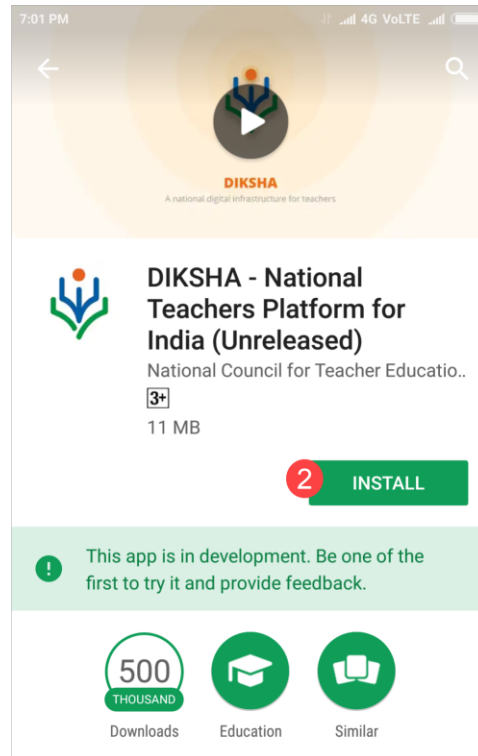 7:01 PM 4G VoLTE
DIKSHA
A national digital infrastructure for teachers
DIKSHA - National
Teachers Platform for
India (Unreleased)
National Council for Teacher Educatio..
3+
11 MB
2 INSTALL
This app is in development. Be one of the
first to try it and provide feedback.
500
THOUSAND
Downloads Education Similar